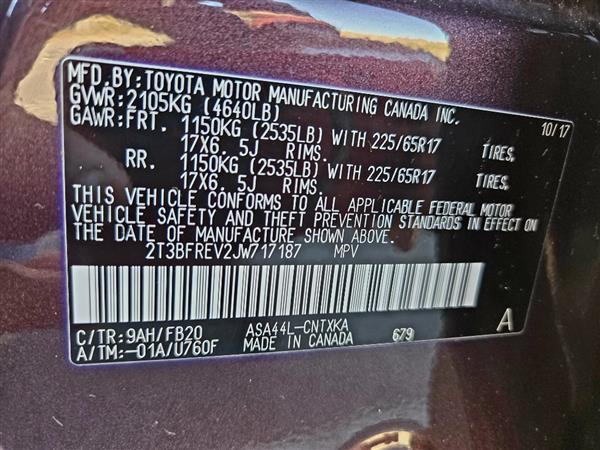 MFD.BY:TOYOTA MOTOR MANUFACTURING CANADA INC.
GVWR:2105KG (4640LB) 10/17
GAWR:FRT. 1150KG (2535LB) WITH 225/65R17 TIRES,
17X6. 5J RIMS.
RR. 1150KG (2535LB) WITH 225/65R17 TIRES,
17X6. 5J RIMS.
THIS VEHICLE CONFORMS TO ALL APPLICABLE FEDERAL MOTOR
VEHICLE SAFETY AND THEFT PREVENTION STANDARDS IN EFFECT ON
THE DATE OF MANUFACTURE SHOWN ABOVE.
2T3BFREV2JW717187 MPV
C/TR:9AH/FB20 ASA44L-CNTXKA A
A/TM:-01A/U760F MADE IN CANADA 679